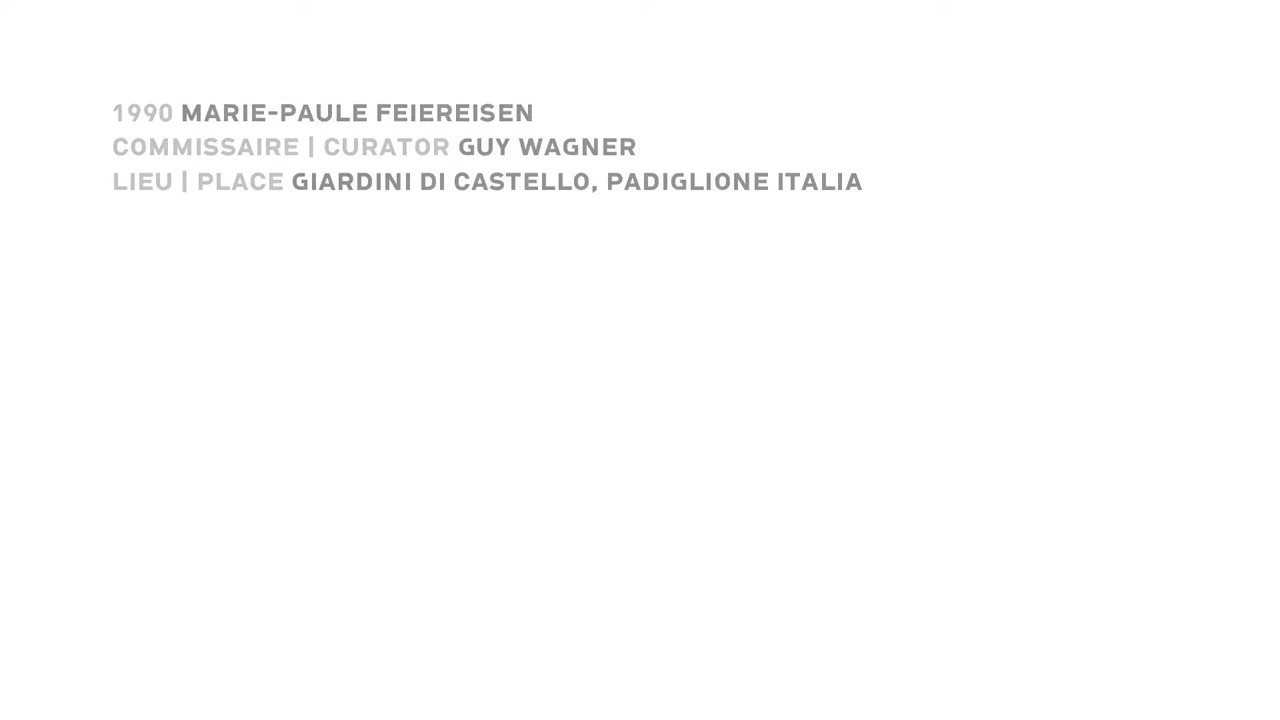 1990 MARIE-PAULE FEIEREISEN
COMMISSAIRE | CURATOR GUY WAGNER
LIEU | PLACE GIARDINI DI CASTELLO, PADIGLIONE ITALIA